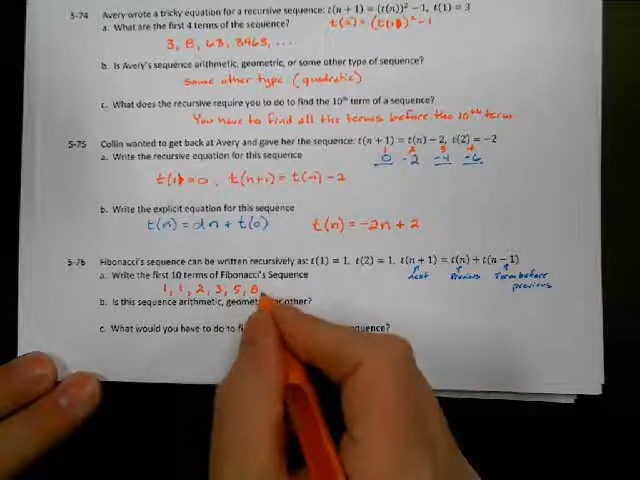 5-74 Avery wrote a tricky equation for a recursive sequence: t(n + 1) = (t(n))² − 1, t(1) = 3
a. What are the first 4 terms of the sequence? t(2) = (t(1))² - 1
3, 8, 63, 3968, ...
b. Is Avery's sequence arithmetic, geometric, or some other type of sequence?
some other type (quadratic)
c. What does the recursive require you to do to find the 10th term of a sequence?
You have to find all the terms before the 10th term
5-75 Collin wanted to get back at Avery and gave her the sequence: t(n + 1) = t(n) − 2, t(2) = −2
a. Write the recursive equation for this sequence
1 2 3 4
0 -2 -4 -6
t(1) = 0, t(n+1) = t(n) - 2
b. Write the explicit equation for this sequence
t(n) = dn + t(0) t(n) = -2n + 2
5-76 Fibonacci's sequence can be written recursively as: t(1) = 1, t(2) = 1, t(n + 1) = t(n) + t(n − 1)
a. Write the first 10 terms of Fibonacci's Sequence
next Previous Term before previous
1, 1, 2, 3, 5, 8
b. Is this sequence arithmetic, geomet or other?
c. What would you have to do to fi quence?